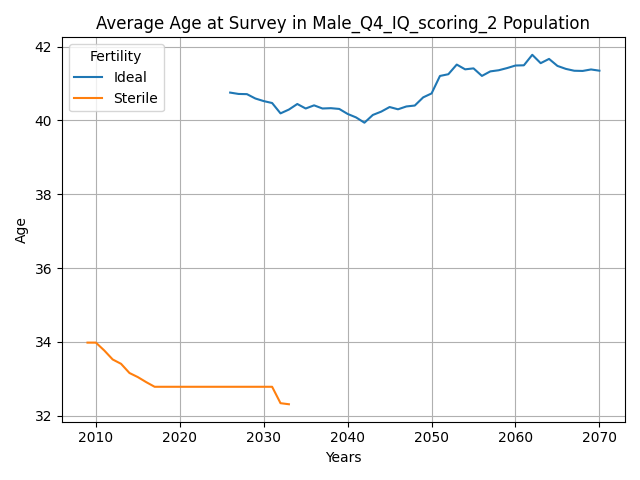 Average Age at Survey in Male_Q4_IQ_scoring_2 Population
Fertility
Ideal
Sterile
42
40
38
36
34
32
Age
2010 2020 2030 2040 2050 2060 2070
Years